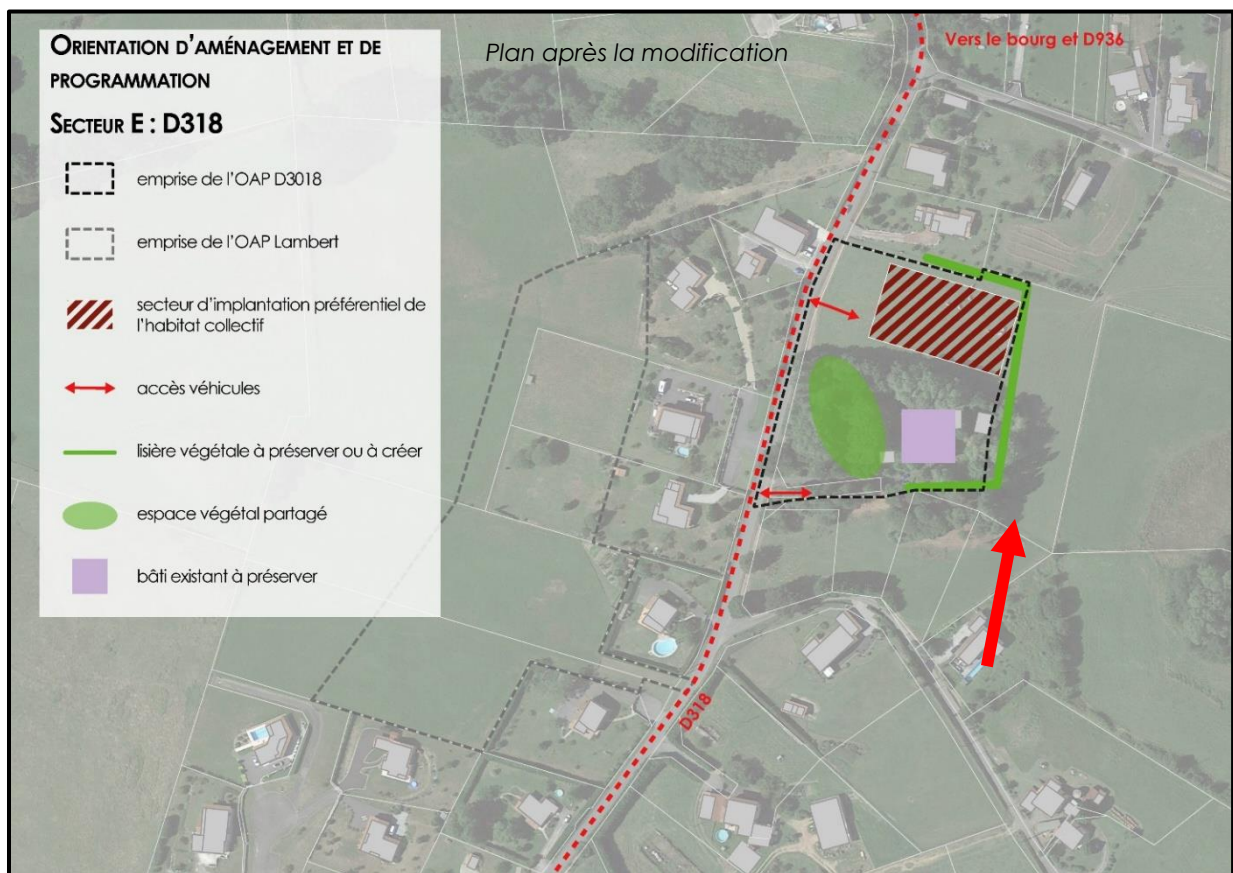 ORIENTATION D'AMÉNAGEMENT ET DE
PROGRAMMATION
SECTEUR E : D318
emprise de l'OAP D3018
emprise de l'OAP Lambert
secteur d'implantation préférentiel de
l'habitat collectif
accès véhicules
lisière végétale à préserver ou à créer
espace végétal partagé
bâti existant à préserver
Plan après la modification
Vers le bourg et D936
D318